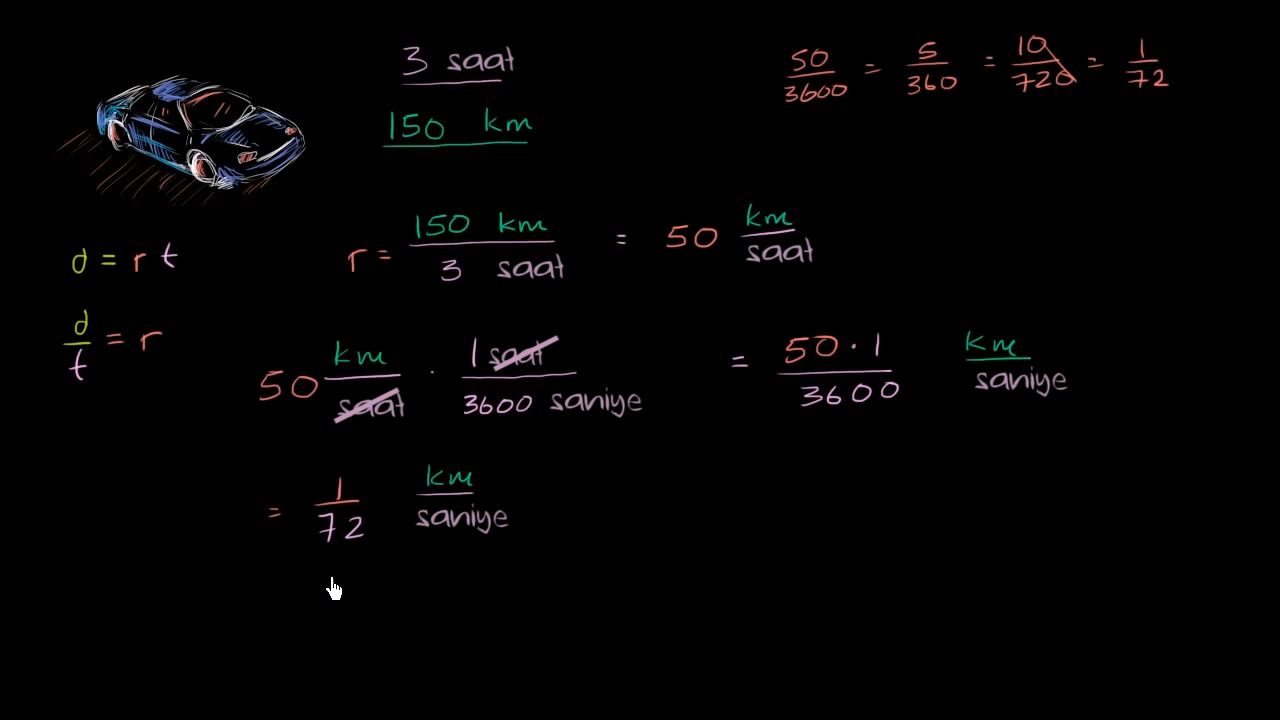 3 saat
150 km
50/3600 = 5/360 = 10/720 = 1/72
d = r t
r = 150 km / 3 saat = 50 km/saat
d/t = r
50 km/saat · 1 saat / 3600 saniye = 50 · 1 / 3600 km/saniye
= 1/72 km/saniye